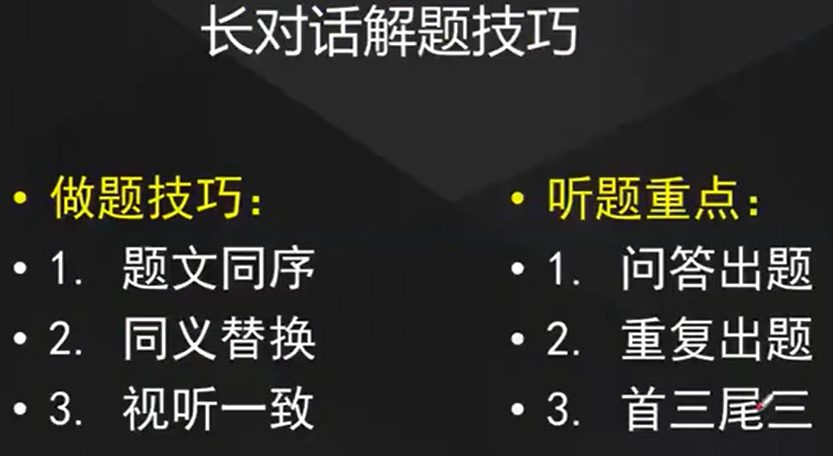 长对话解题技巧
• 做题技巧：
• 1. 题文同序
• 2. 同义替换
• 3. 视听一致
• 听题重点：
• 1. 问答出题
• 2. 重复出题
• 3. 首三尾三